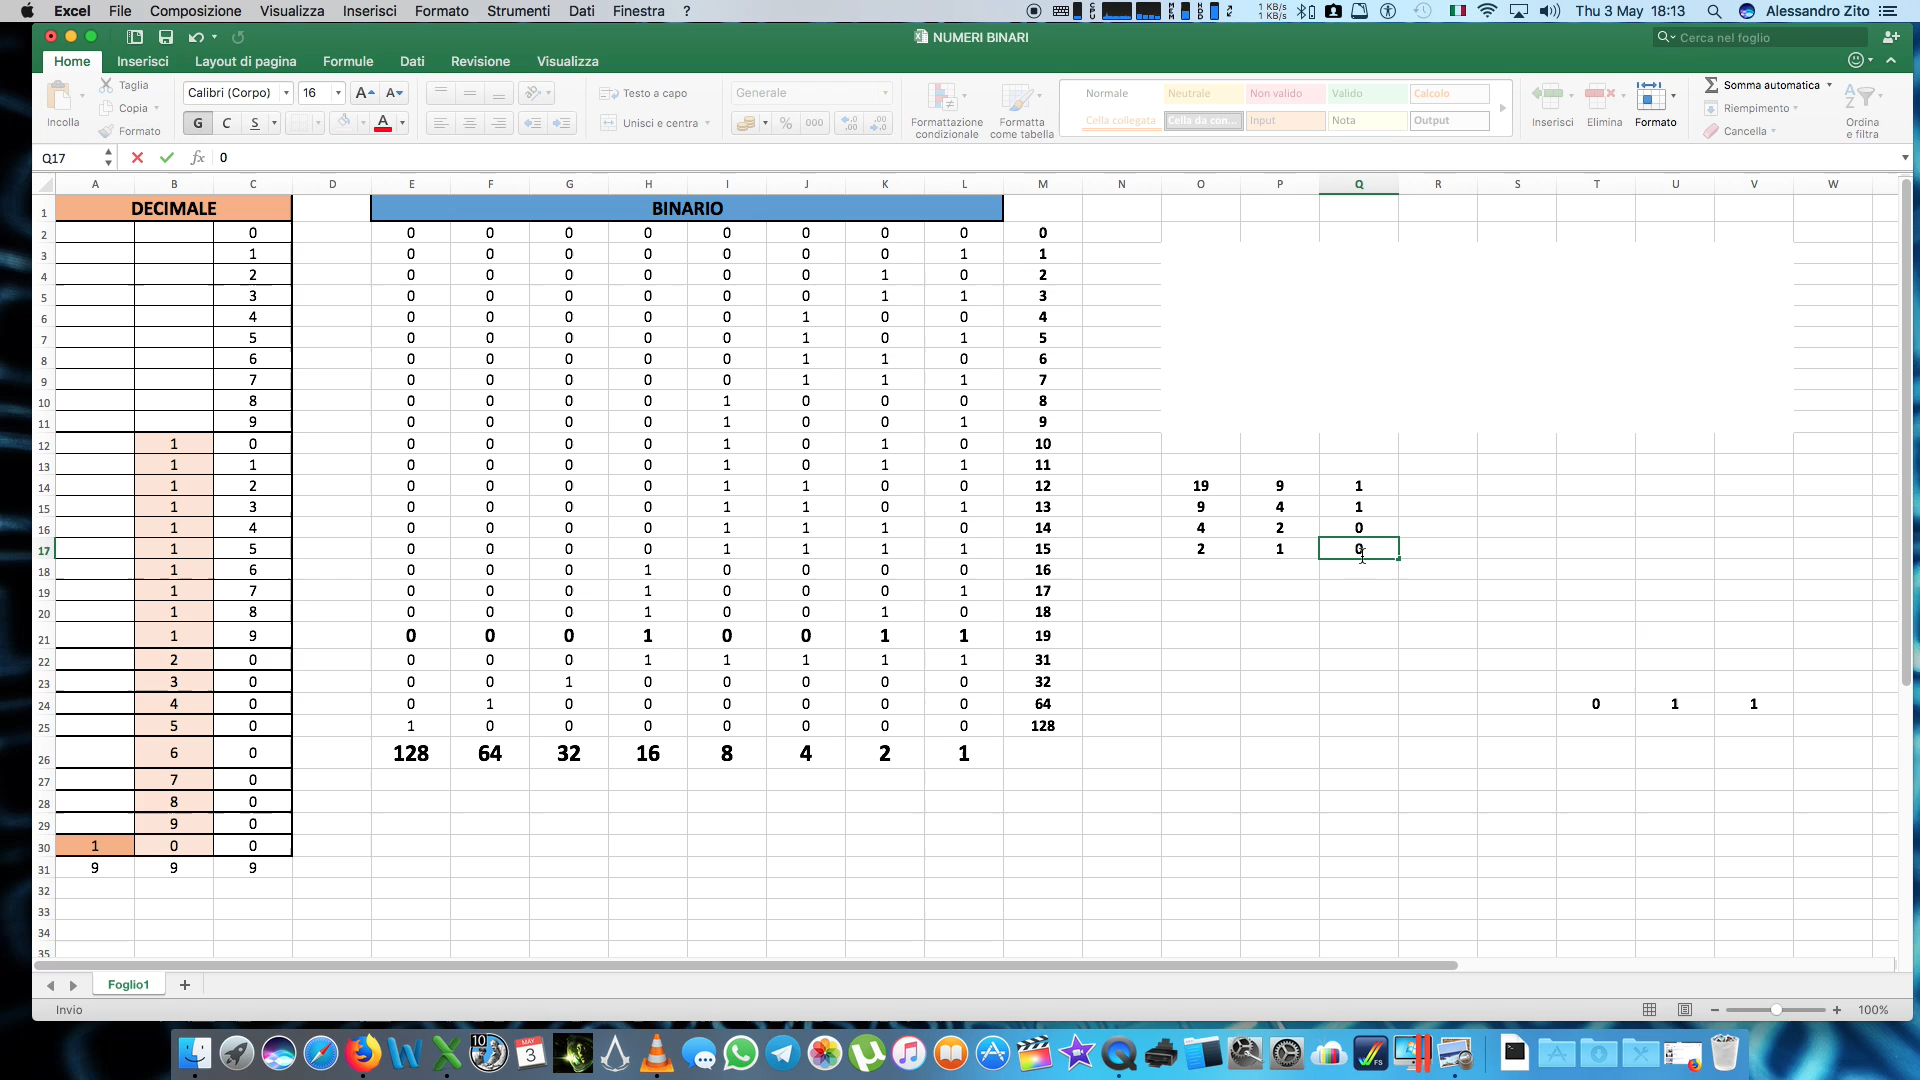 Excel File Composizione Visualizza Inserisci Formato Strumenti Dati Finestra ? 1 KB/s 1 KB/s Thu 3 May 18:13 Alessandro Zito
NUMERI BINARI Cerca nel foglio
Home Inserisci Layout di pagina Formule Dati Revisione Visualizza
Incolla Taglia Copia Formato Calibri (Corpo) 16 A A Testo a capo Generale Formattazione condizionale Formatta come tabella Normale Neutrale Non valido Valido Calcolo Inserisci Elimina Formato Somma automatica Riempimento Cancella Ordina e filtra
G C S A Unisci e centra % 000 Cella collegata Cella da con... Input Nota Output
Q17 fx 0
A B C D E F G H I J K L M N O P Q R S T U V W
1 DECIMALE BINARIO
2 0 0 0 0 0 0 0 0 0 0
3 1 0 0 0 0 0 0 0 1 1
4 2 0 0 0 0 0 0 1 0 2
5 3 0 0 0 0 0 0 1 1 3
6 4 0 0 0 0 0 1 0 0 4
7 5 0 0 0 0 0 1 0 1 5
8 6 0 0 0 0 0 1 1 0 6
9 7 0 0 0 0 0 1 1 1 7
10 8 0 0 0 0 1 0 0 0 8
11 9 0 0 0 0 1 0 0 1 9
12 1 0 0 0 0 0 1 0 1 0 10
13 1 1 0 0 0 0 1 0 1 1 11
14 1 2 0 0 0 0 1 1 0 0 12 19 9 1
15 1 3 0 0 0 0 1 1 0 1 13 9 4 1
16 1 4 0 0 0 0 1 1 1 0 14 4 2 0
17 1 5 0 0 0 0 1 1 1 1 15 2 1 0
18 1 6 0 0 0 1 0 0 0 0 16
19 1 7 0 0 0 1 0 0 0 1 17
20 1 8 0 0 0 1 0 0 1 0 18
21 1 9 0 0 0 1 0 0 1 1 19
22 2 0 0 0 0 1 1 1 1 1 31
23 3 0 0 0 1 0 0 0 0 0 32
24 4 0 0 1 0 0 0 0 0 0 64 0 1 1
25 5 0 1 0 0 0 0 0 0 0 128
26 6 0 128 64 32 16 8 4 2 1
27 7 0
28 8 0
29 9 0
30 1 0 0
31 9 9 9
32
33
34
35
Foglio1 +
Invio 100%